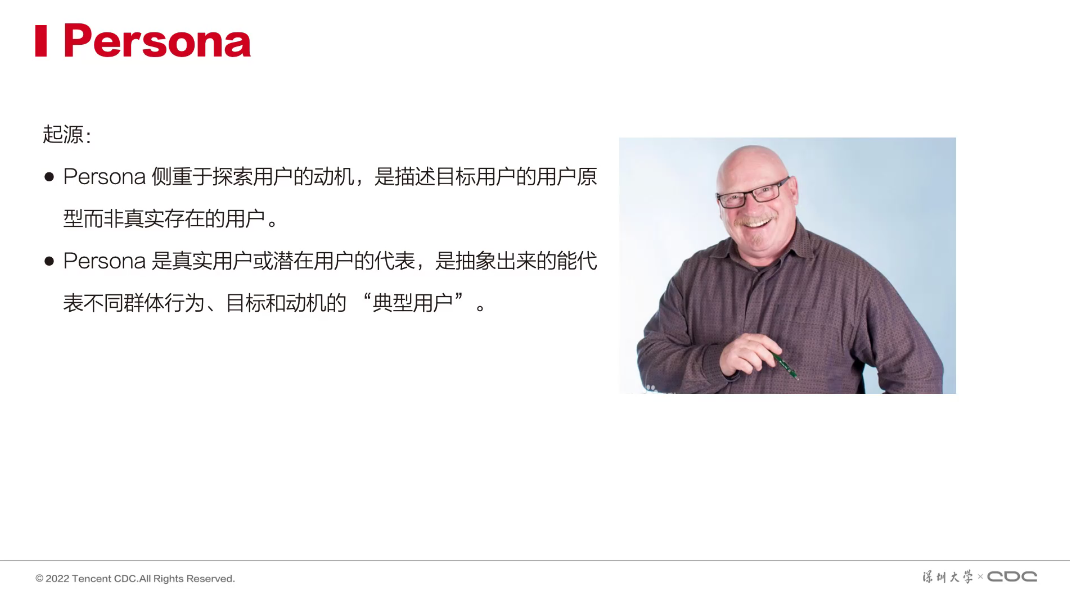 Persona
起源：
● Persona 侧重于探索用户的动机，是描述目标用户的用户原
型而非真实存在的用户。
● Persona 是真实用户或潜在用户的代表，是抽象出来的能代
表不同群体行为、目标和动机的 “典型用户” 。
© 2022 Tencent CDC.All Rights Reserved.
深圳大学 × CDC